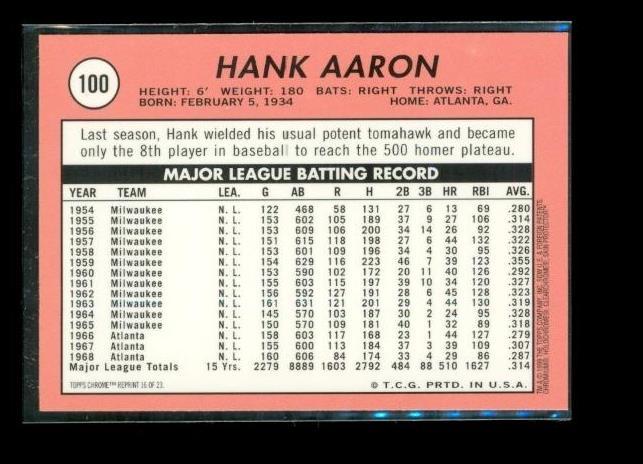 100
HANK AARON
HEIGHT: 6' WEIGHT: 180 BATS: RIGHT THROWS: RIGHT
BORN: FEBRUARY 5, 1934 HOME: ATLANTA, GA.
Last season, Hank wielded his usual potent tomahawk and became
only the 8th player in baseball to reach the 500 homer plateau.
MAJOR LEAGUE BATTING RECORD
YEAR TEAM LEA. G AB R H 2B 3B HR RBI AVG.
1954 Milwaukee N. L. 122 468 58 131 27 6 13 69 .280
1955 Milwaukee N. L. 153 602 105 189 37 9 27 106 .314
1956 Milwaukee N. L. 153 609 106 200 34 14 26 92 .328
1957 Milwaukee N. L. 151 615 118 198 27 6 44 132 .322
1958 Milwaukee N. L. 153 601 109 196 34 4 30 95 .326
1959 Milwaukee N. L. 154 629 116 223 46 7 39 123 .355
1960 Milwaukee N. L. 153 590 102 172 20 11 40 126 .292
1961 Milwaukee N. L. 155 603 115 197 39 10 34 120 .327
1962 Milwaukee N. L. 156 592 127 191 28 6 45 128 .323
1963 Milwaukee N. L. 161 631 121 201 29 4 44 130 .319
1964 Milwaukee N. L. 145 570 103 187 30 2 24 95 .328
1965 Milwaukee N. L. 150 570 109 181 40 1 32 89 .318
1966 Atlanta N. L. 158 603 117 168 23 1 44 127 .279
1967 Atlanta N. L. 155 600 113 184 37 3 39 109 .307
1968 Atlanta N. L. 160 606 84 174 33 4 29 86 .287
Major League Totals 15 Yrs. 2279 8889 1603 2792 484 88 510 1627 .314
TOPPS CHROME™ REPRINT 16 OF 23.
© T.C.G. PRTD. IN U.S.A.